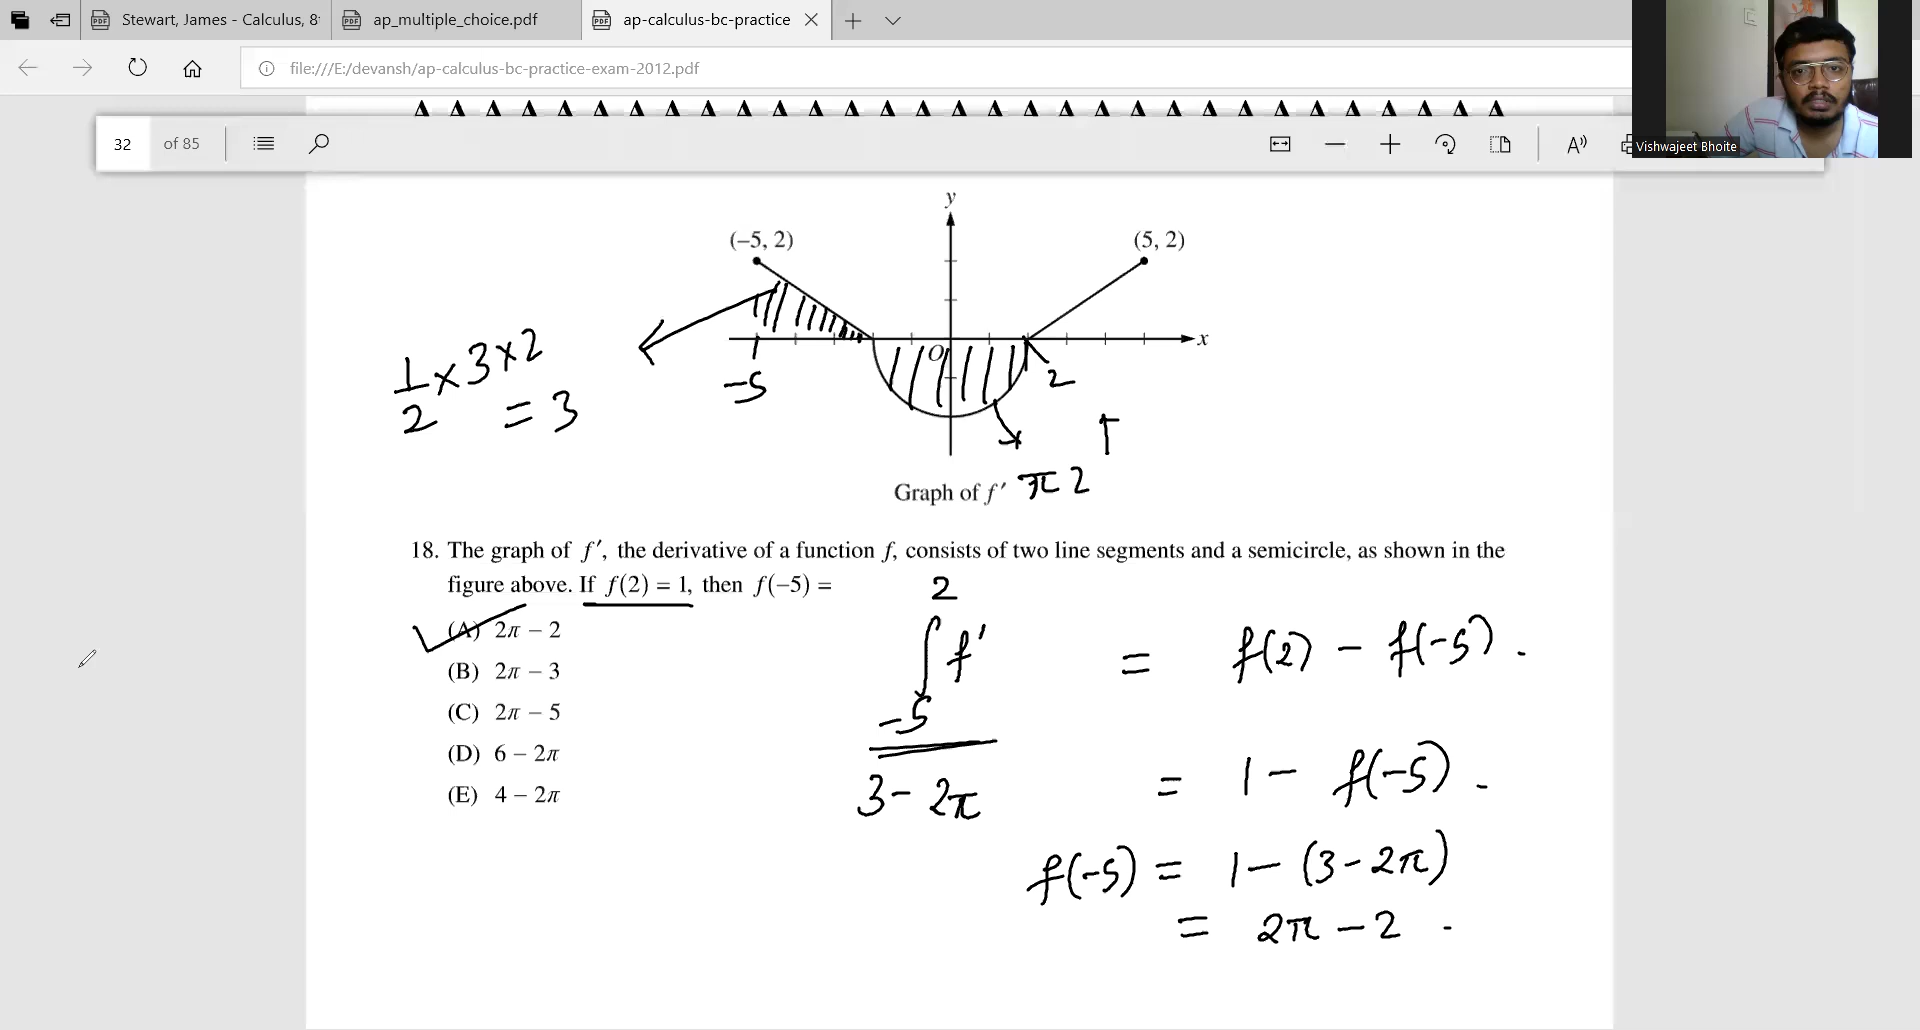 Stewart, James - Calculus, 8
ap_multiple_choice.pdf
ap-calculus-bc-practice
file:///E:/devansh/ap-calculus-bc-practice-exam-2012.pdf
Vishwajeet Bhoite
A A A A A A A A A A A A A A A A A A A A A A A A A A A A A A A
32 of 85
y
(–5, 2)
(5, 2)
x
O
-5
2
1/2 × 3 × 2
= 3
Graph of f′
π2
18. The graph of f′, the derivative of a function f, consists of two line segments and a semicircle, as shown in the
figure above. If f(2) = 1, then f(−5) =
(A) 2π − 2
(B) 2π − 3
(C) 2π − 5
(D) 6 − 2π
(E) 4 − 2π
2
∫ f' = f(2) - f(-5).
-5
3 - 2π = 1 - f(-5).
f(-5) = 1 - (3 - 2π)
= 2π - 2.